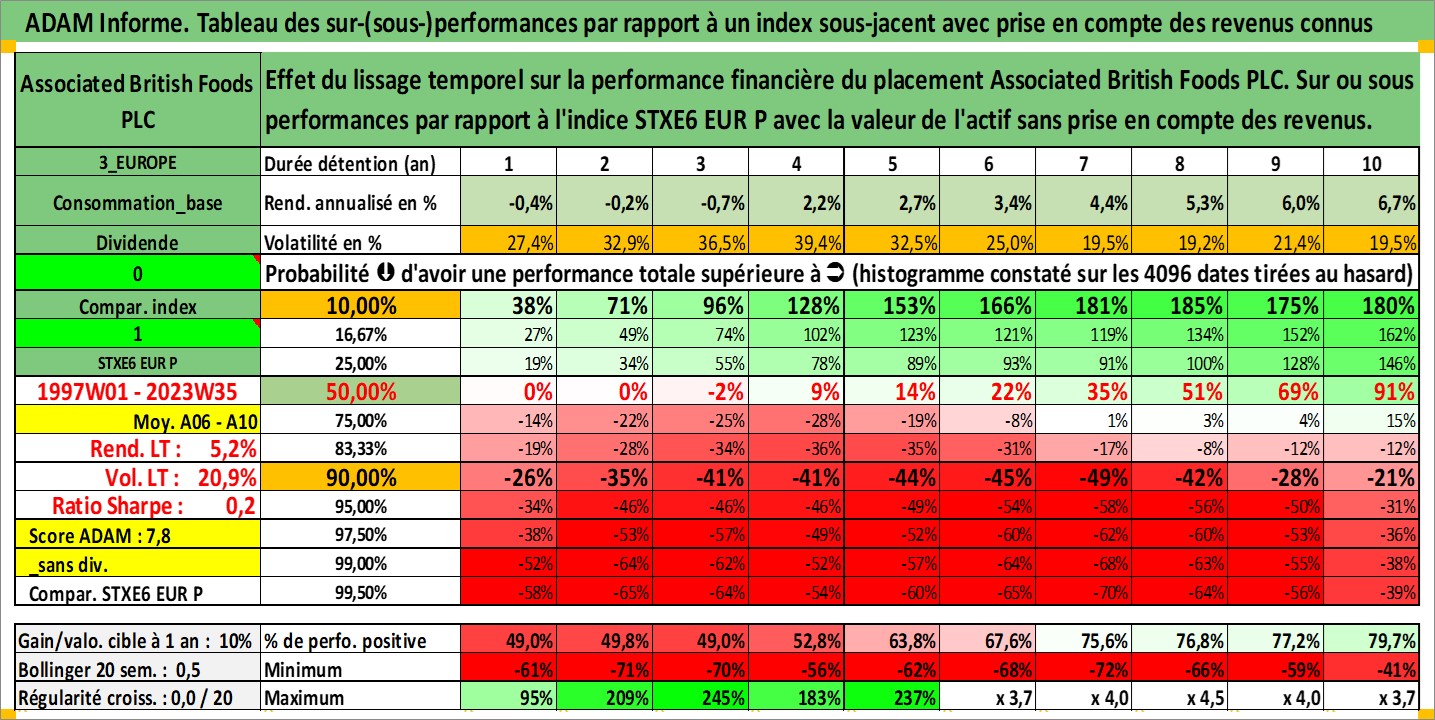 ADAM Informe. Tableau des sur-(sous-)performances par rapport à un index sous-jacent avec prise en compte des revenus connus
Associated British Foods PLC
Effet du lissage temporel sur la performance financière du placement Associated British Foods PLC. Sur ou sous
performances par rapport à l'indice STXE6 EUR P avec la valeur de l'actif sans prise en compte des revenus.
3_EUROPE Durée détention (an) 1 2 3 4 5 6 7 8 9 10
Consommation_base Rend. annualisé en % -0,4% -0,2% -0,7% 2,2% 2,7% 3,4% 4,4% 5,3% 6,0% 6,7%
Dividende Volatilité en % 27,4% 32,9% 36,5% 39,4% 32,5% 25,0% 19,5% 19,2% 21,4% 19,5%
0 Probabilité d'avoir une performance totale supérieure à (histogramme constaté sur les 4096 dates tirées au hasard)
Compar. index 10,00% 38% 71% 96% 128% 153% 166% 181% 185% 175% 180%
1 16,67% 27% 49% 74% 102% 123% 121% 119% 134% 152% 162%
STXE6 EUR P 25,00% 19% 34% 55% 78% 89% 93% 91% 100% 128% 146%
1997W01 - 2023W35 50,00% 0% 0% -2% 9% 14% 22% 35% 51% 69% 91%
Moy. A06 - A10 75,00% -14% -22% -25% -28% -19% -8% 1% 3% 4% 15%
Rend. LT : 5,2% 83,33% -19% -28% -34% -36% -35% -31% -17% -8% -12% -12%
Vol. LT : 20,9% 90,00% -26% -35% -41% -41% -44% -45% -49% -42% -28% -21%
Ratio Sharpe : 0,2 95,00% -34% -46% -46% -46% -49% -54% -58% -56% -50% -31%
Score ADAM : 7,8 97,50% -38% -53% -57% -49% -52% -60% -62% -60% -53% -36%
_sans div. 99,00% -52% -64% -62% -52% -57% -64% -68% -63% -55% -38%
Compar. STXE6 EUR P 99,50% -58% -65% -64% -54% -60% -65% -70% -64% -56% -39%
Gain/valo. cible à 1 an : 10% % de perfo. positive 49,0% 49,8% 49,0% 52,8% 63,8% 67,6% 75,6% 76,8% 77,2% 79,7%
Bollinger 20 sem. : 0,5 Minimum -61% -71% -70% -56% -62% -68% -72% -66% -59% -41%
Régularité croiss. : 0,0 / 20 Maximum 95% 209% 245% 183% 237% x 3,7 x 4,0 x 4,5 x 4,0 x 3,7